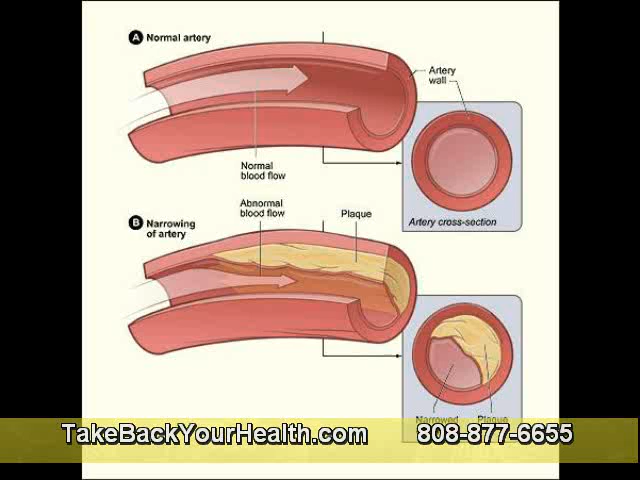 A Normal artery
Artery
wall
Normal
blood flow
Artery cross-section
B Narrowing
of artery
Abnormal
blood flow
Plaque
Narrowed
Plaque
TakeBackYourHealth.com 808-877-6655